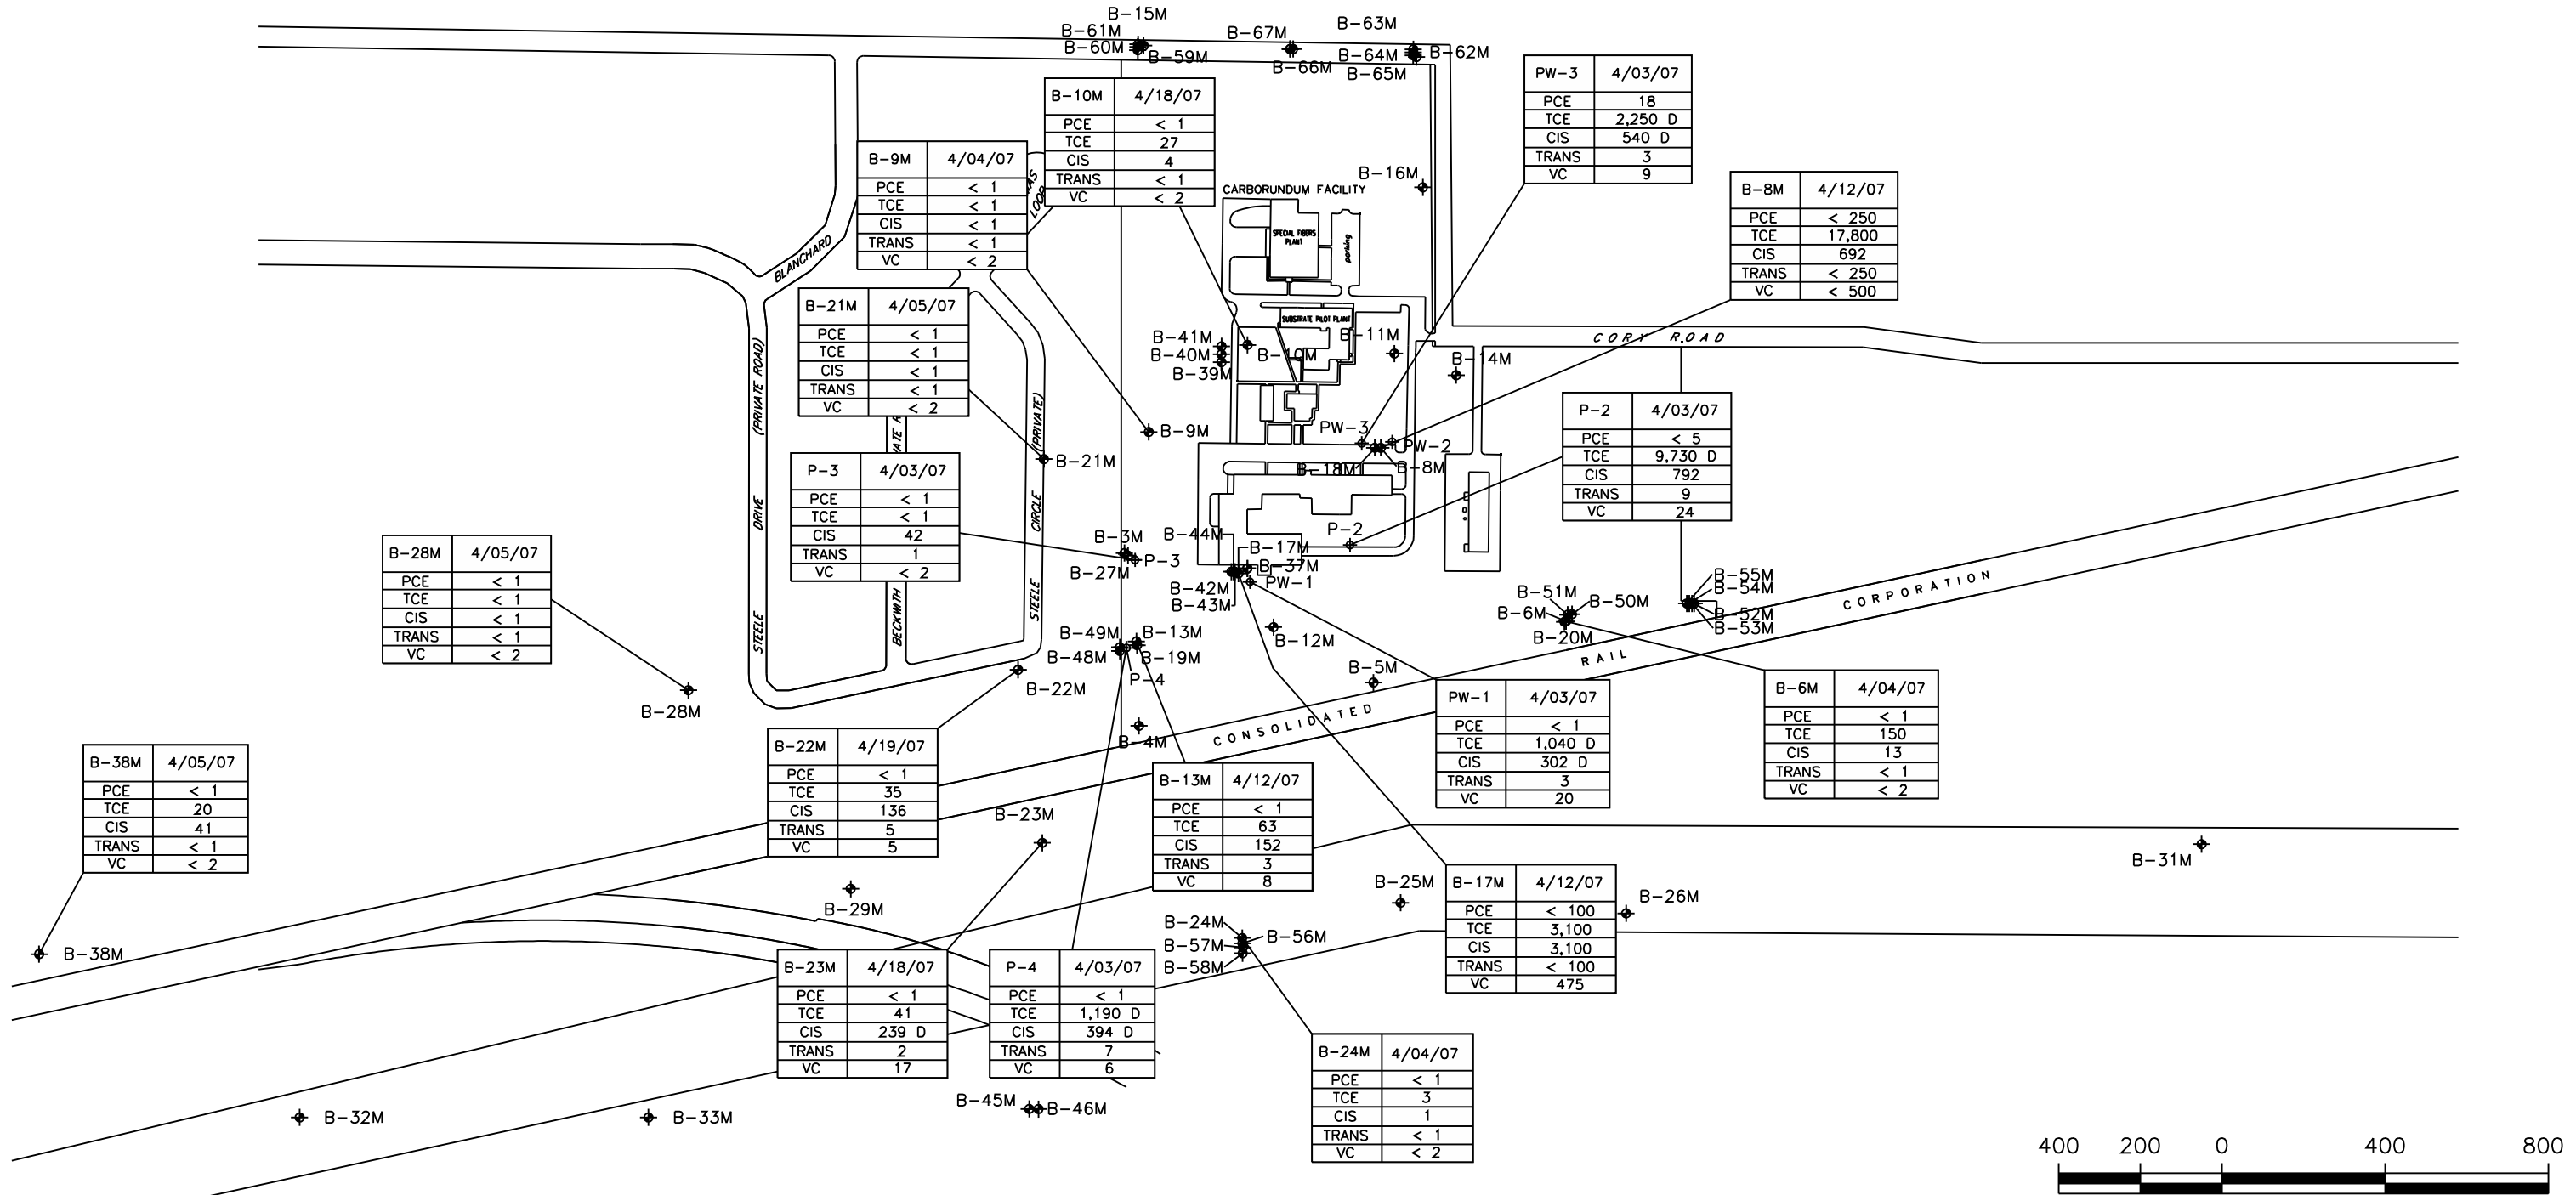 B-15M
B-61M
B-60M
B-59M
B-67M
B-66M
B-63M
B-64M
B-62M
B-65M
PW-3 4/03/07
PCE 18
TCE 2,250 D
CIS 540 D
TRANS 3
VC 9
B-10M 4/18/07
PCE < 1
TCE 27
CIS 4
TRANS < 1
VC < 2
B-9M 4/04/07
PCE < 1
TCE < 1
CIS < 1
TRANS < 1
VC < 2
LOOP
B-16M
CARBORUNDUM FACILITY
SPECIAL FIBERS
PLANT
parking
B-8M 4/12/07
PCE < 250
TCE 17,800
CIS 692
TRANS < 250
VC < 500
BLANCHARD
B-21M 4/05/07
PCE < 1
TCE < 1
CIS < 1
TRANS < 1
VC < 2
SUBSTRATE PILOT PLANT
B-41M
B-40M
B-39M
B-10M
B-11M
B-14M
CORY ROAD
STEELE DRIVE (PRIVATE ROAD)
STEELE CIRCLE (PRIVATE)
BECKWITH
P-2 4/03/07
PCE < 5
TCE 9,730 D
CIS 792
TRANS 9
VC 24
B-9M
PW-3
PW-2
B-18M
B-8M
B-21M
P-3 4/03/07
PCE < 1
TCE < 1
CIS 42
TRANS 1
VC < 2
P-2
B-3M
P-3
B-27M
B-44M
B-17M
B-37M
PW-1
B-42M
B-43M
B-28M 4/05/07
PCE < 1
TCE < 1
CIS < 1
TRANS < 1
VC < 2
B-51M
B-50M
B-6M
B-20M
B-55M
B-54M
B-52M
B-53M
CONSOLIDATED RAIL CORPORATION
B-12M
B-49M
B-13M
B-48M
B-19M
P-4
B-5M
B-22M
B-28M
B-4M
PW-1 4/03/07
PCE < 1
TCE 1,040 D
CIS 302 D
TRANS 3
VC 20
B-6M 4/04/07
PCE < 1
TCE 150
CIS 13
TRANS < 1
VC < 2
B-22M 4/19/07
PCE < 1
TCE 35
CIS 136
TRANS 5
VC 5
B-38M 4/05/07
PCE < 1
TCE 20
CIS 41
TRANS < 1
VC < 2
B-13M 4/12/07
PCE < 1
TCE 63
CIS 152
TRANS 3
VC 8
B-23M
B-31M
B-29M
B-25M
B-17M 4/12/07
PCE < 100
TCE 3,100
CIS 3,100
TRANS < 100
VC 475
B-26M
B-24M
B-56M
B-57M
B-58M
B-38M
B-23M 4/18/07
PCE < 1
TCE 41
CIS 239 D
TRANS 2
VC 17
P-4 4/03/07
PCE < 1
TCE 1,190 D
CIS 394 D
TRANS 7
VC 6
B-24M 4/04/07
PCE < 1
TCE 3
CIS 1
TRANS < 1
VC < 2
B-45M
B-46M
B-32M
B-33M
400 200 0 400 800